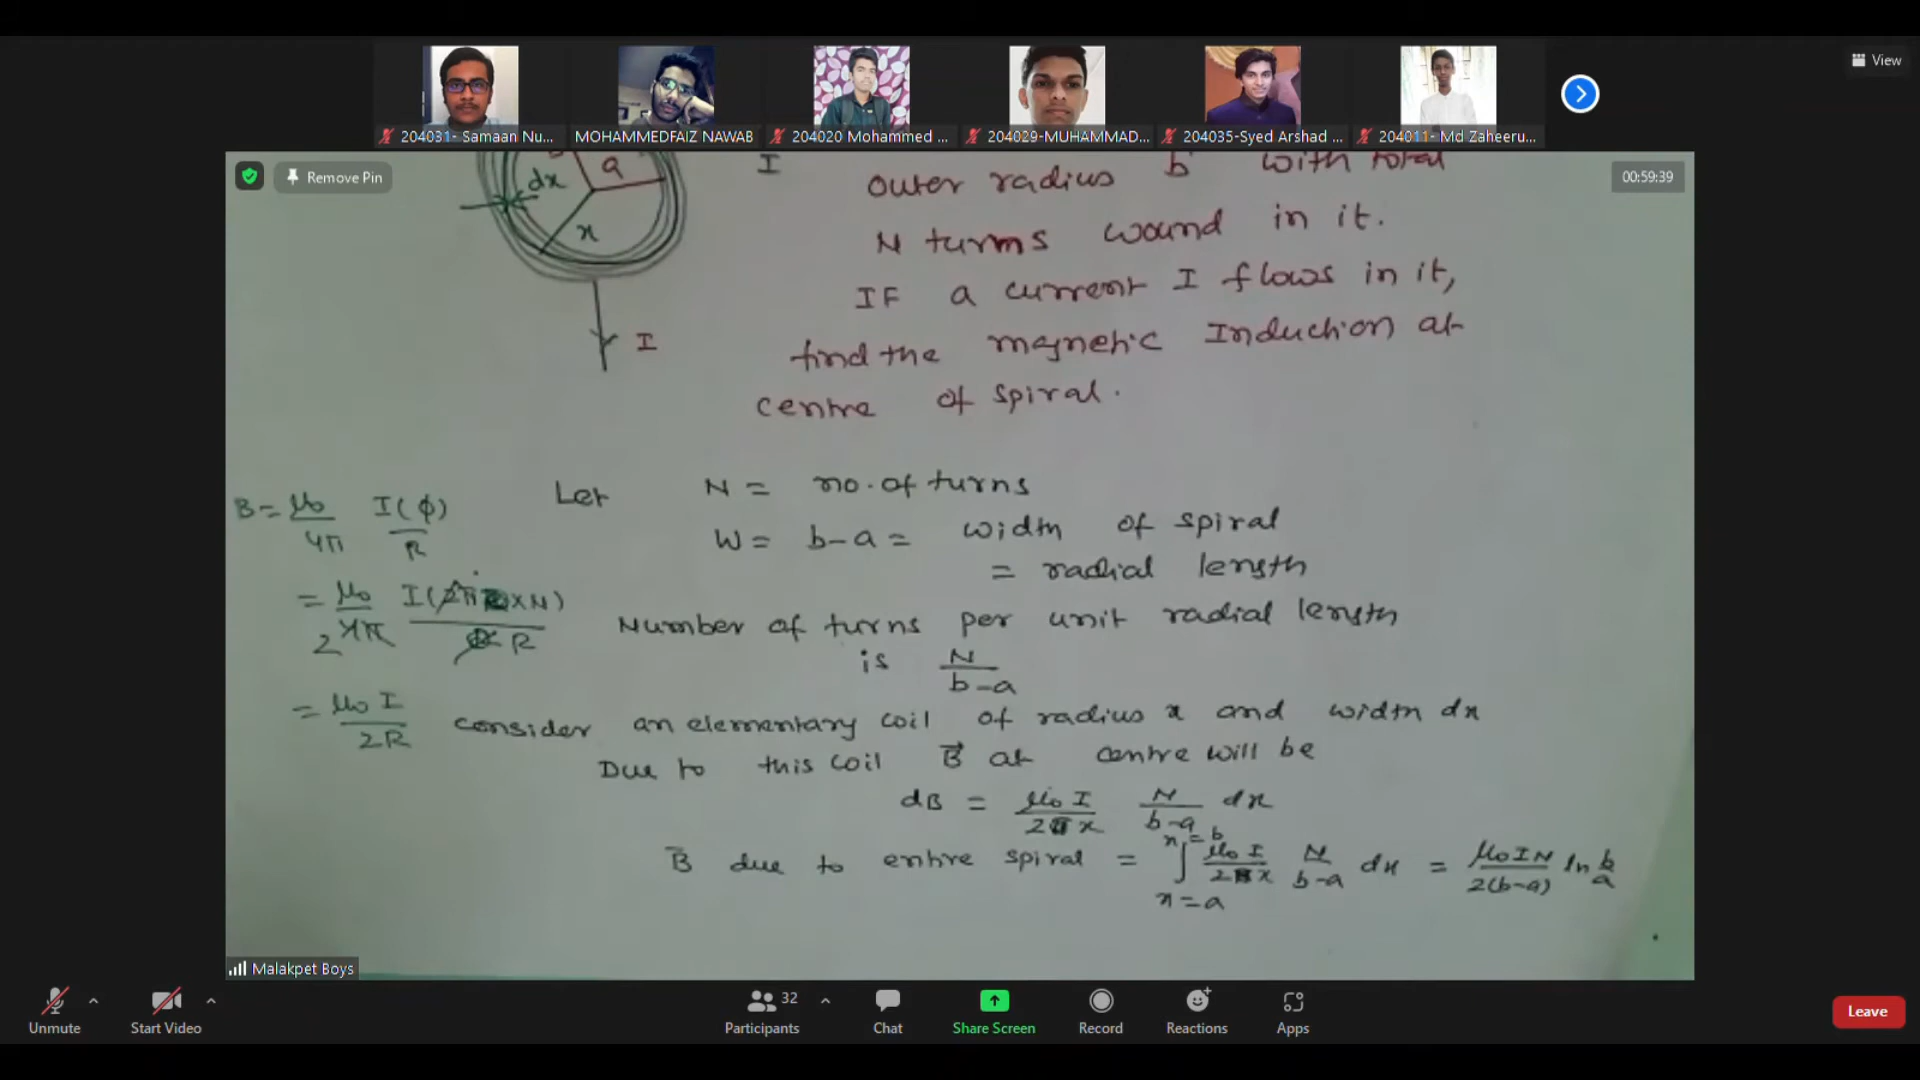 View
204031- Samaan Nu...
MOHAMMEDFAIZ NAWAB
204020 Mohammed ...
204029-MUHAMMAD...
204035-Syed Arshad ...
204011- Md Zaheeru...
Remove Pin
00:59:39
dx
a
x
I
I
outer radius b with total
N turns wound in it.
IF a current I flows in it,
find the magnetic Induction at
centre of spiral.
B = μ₀/4π I(φ)/R
= μ₀/4π I(2π × N)/R
= μ₀ I/2R
Let N = no. of turns
W = b-a = width of spiral
= radial length
Number of turns per unit radial length
is N/b-a
consider an elementary coil of radius x and width dx
Due to this coil B⃗ at centre will be
dB = μ₀ I/2x N/b-a dx
B⃗ due to entire spiral = ∫ x=a x=b μ₀ I/2x N/b-a dx = μ₀IN/2(b-a) ln b/a
Malakpet Boys
Unmute
Start Video
32
Participants
Chat
Share Screen
Record
Reactions
Apps
Leave